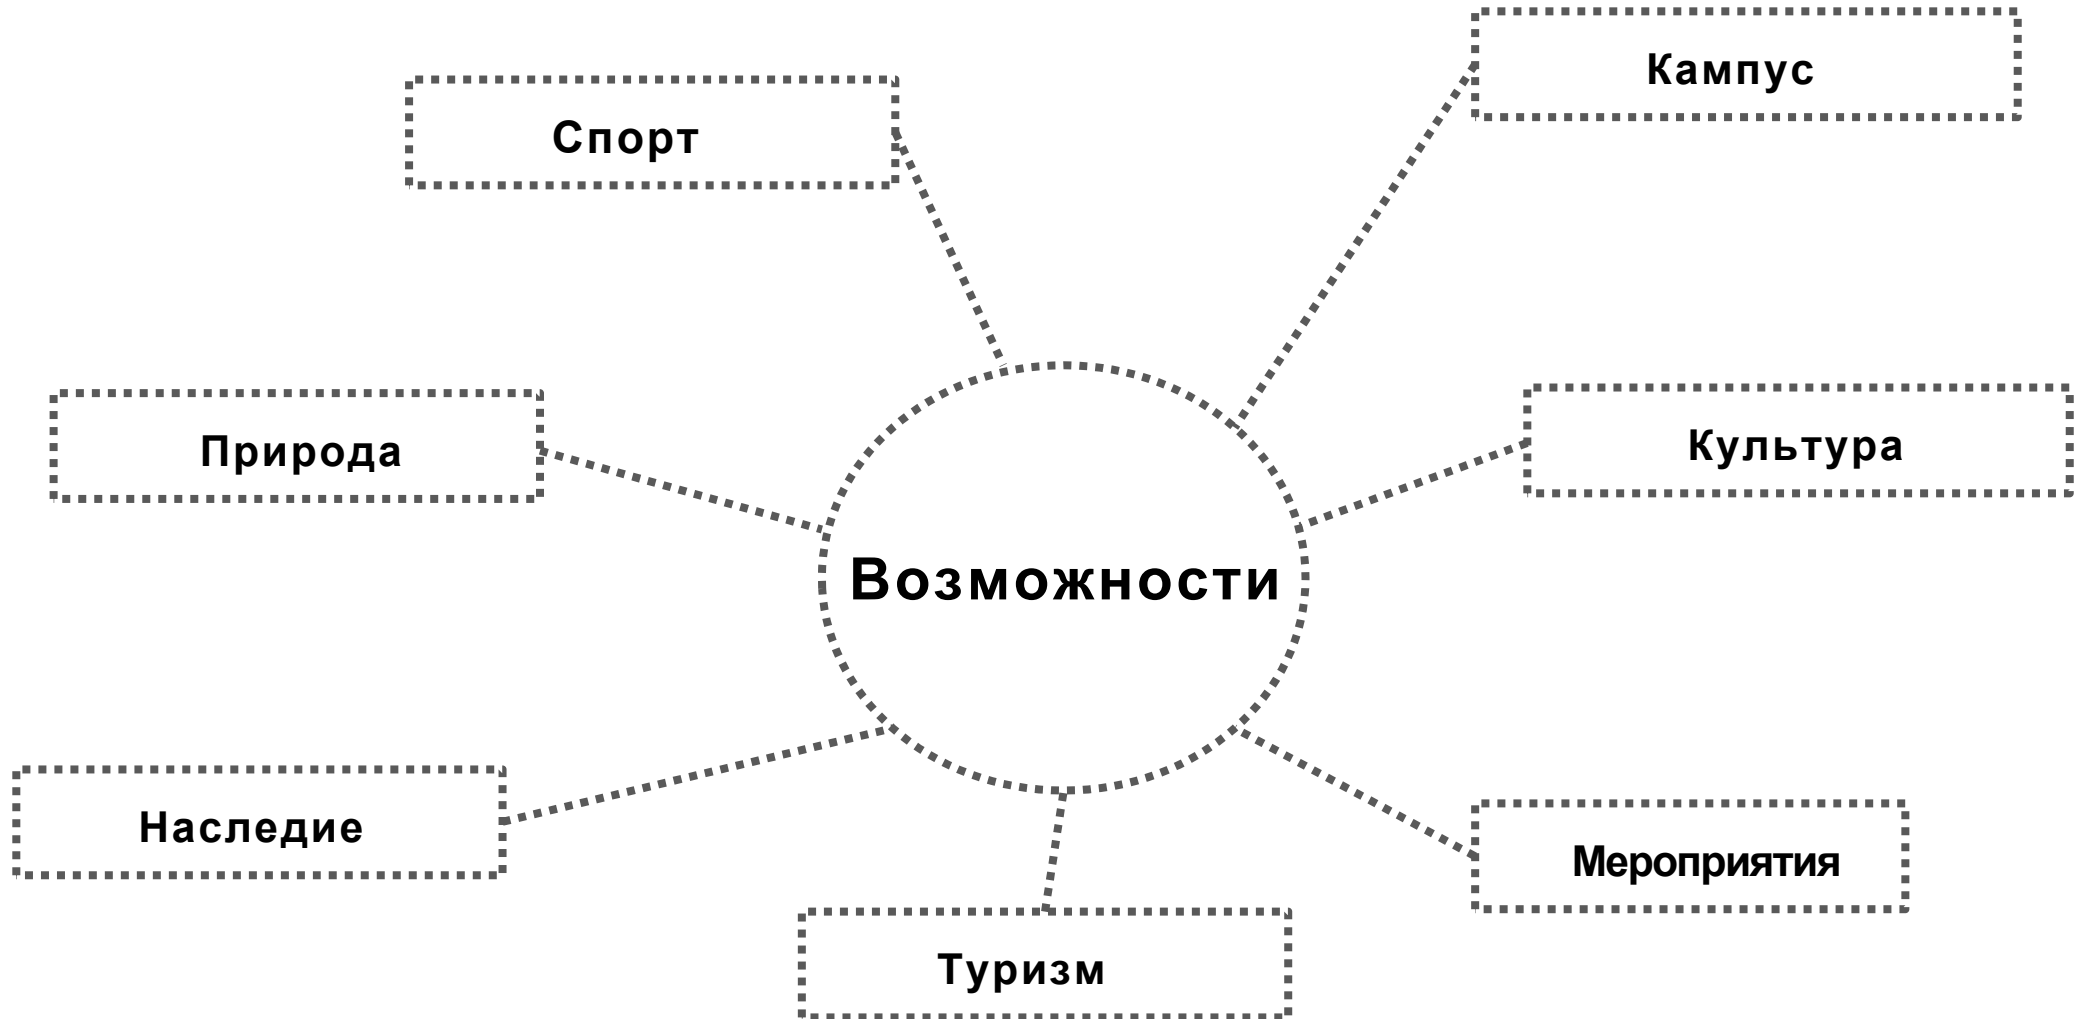 Кампус
Спорт
Культура
Природа
Возможности
Наследие
Мероприятия
Туризм